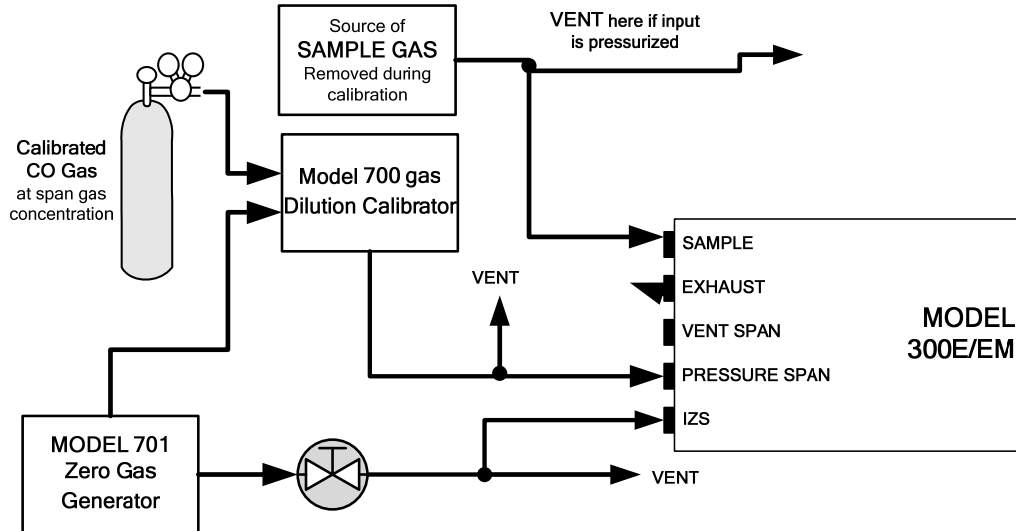 Source of
SAMPLE GAS
Removed during
calibration
VENT here if input
is pressurized
Calibrated
CO Gas
at span gas
concentration
Model 700 gas
Dilution Calibrator
SAMPLE
EXHAUST
VENT SPAN
PRESSURE SPAN
IZS
MODEL
300E/EM
VENT
MODEL 701
Zero Gas
Generator
VENT